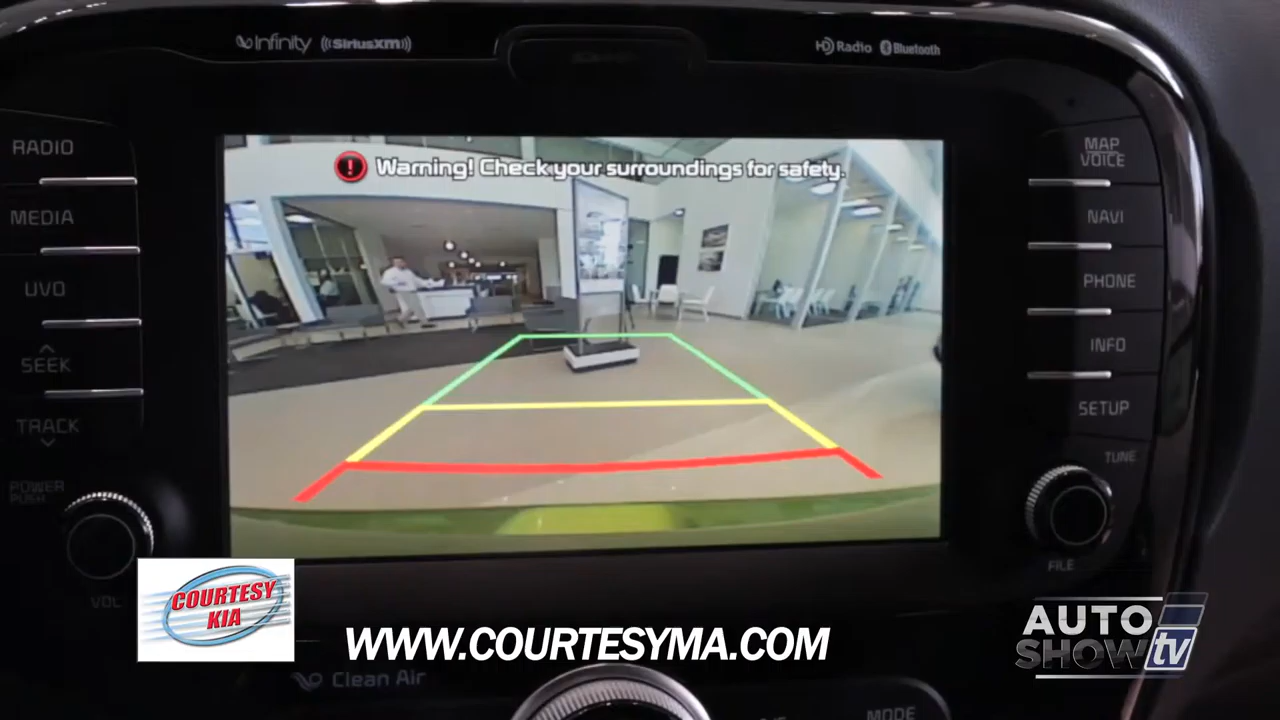 Infinity ((SiriusXM))
HD Radio Bluetooth
RADIO
MEDIA
UVO
SEEK
TRACK
POWER
PUSH
VOL
Warning! Check your surroundings for safety.
MAP
VOICE
NAVI
PHONE
INFO
SETUP
TUNE
FILE
COURTESY
KIA
WWW.COURTESYMA.COM
AUTO
SHOW tv
Clean Air
MODE